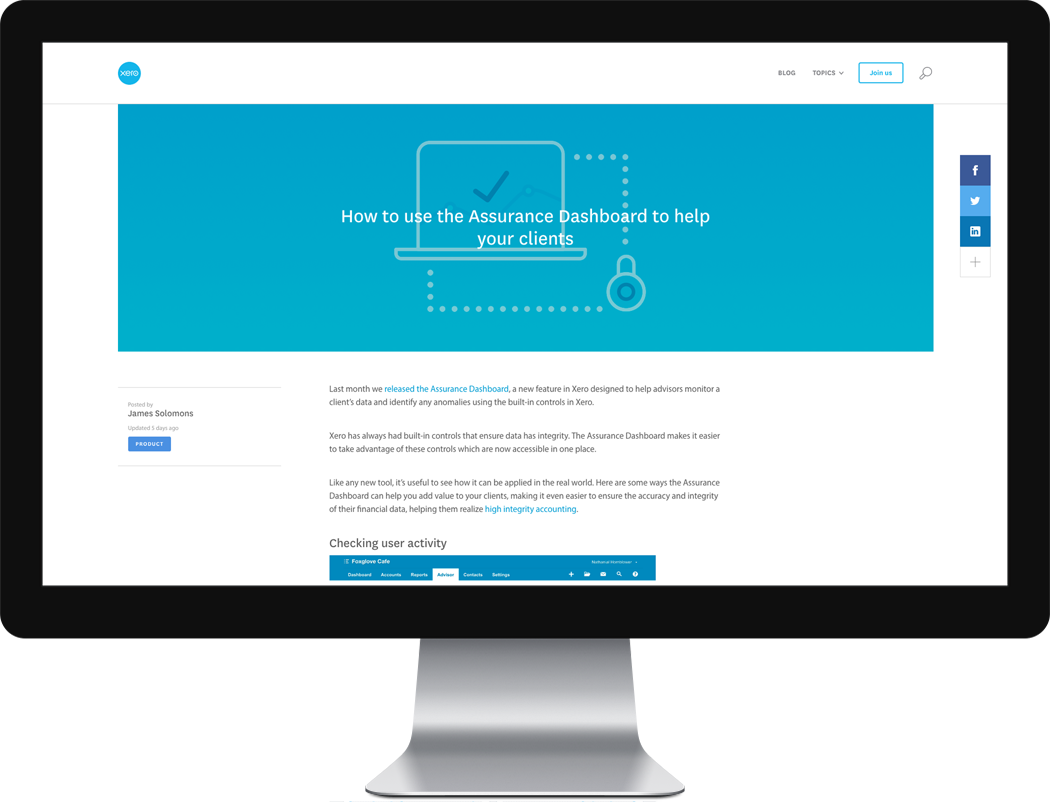 xero
BLOG
TOPICS
Join us
How to use the Assurance Dashboard to help
your clients
f
in
Posted by
James Solomons
Updated 5 days ago
PRODUCT
Last month we released the Assurance Dashboard, a new feature in Xero designed to help advisors monitor a
client's data and identify any anomalies using the built-in controls in Xero.
Xero has always had built-in controls that ensure data has integrity. The Assurance Dashboard makes it easier
to take advantage of these controls which are now accessible in one place.
Like any new tool, it's useful to see how it can be applied in the real world. Here are some ways the Assurance
Dashboard can help you add value to your clients, making it even easier to ensure the accuracy and integrity
of their financial data, helping them realize high integrity accounting.
Checking user activity
Foxglove Cafe
Dashboard Accounts Reports Advisor Contacts Settings